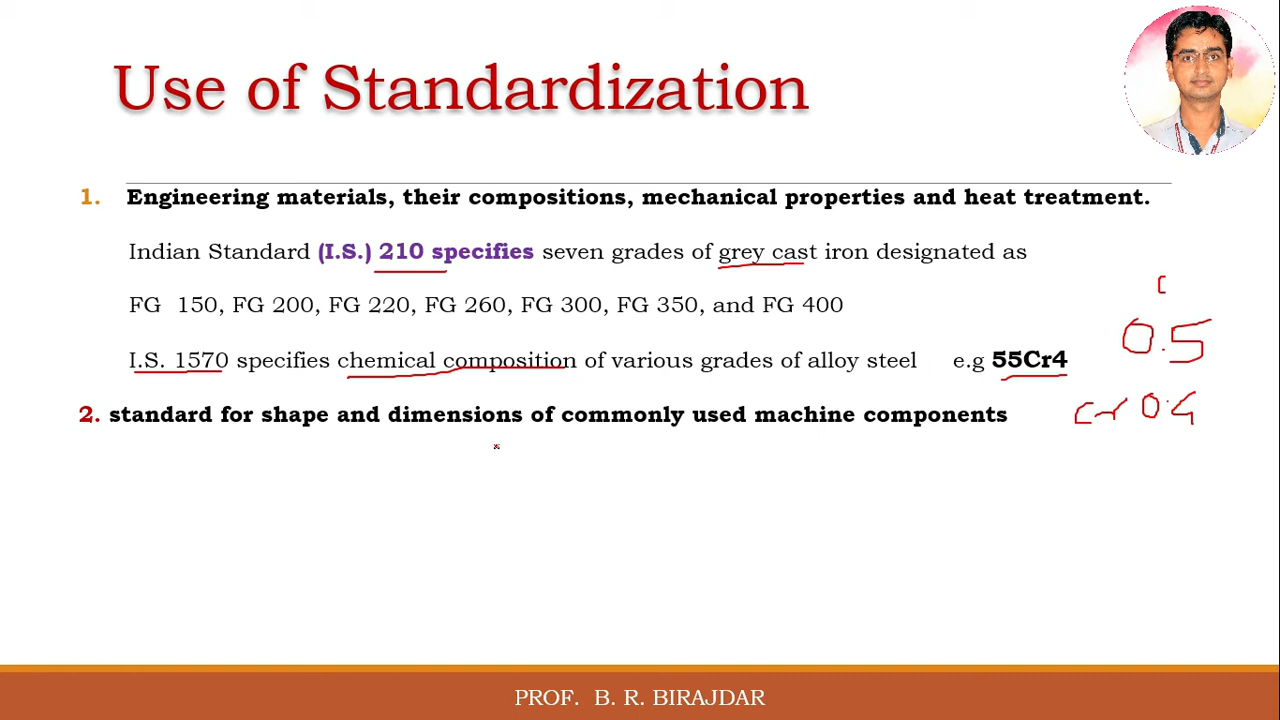 Use of Standardization
1. Engineering materials, their compositions, mechanical properties and heat treatment.
Indian Standard (I.S.) 210 specifies seven grades of grey cast iron designated as
FG 150, FG 200, FG 220, FG 260, FG 300, FG 350, and FG 400
C
0.5
I.S. 1570 specifies chemical composition of various grades of alloy steel e.g 55Cr4
Cr 0.4
2. standard for shape and dimensions of commonly used machine components
PROF. B. R. BIRAJDAR